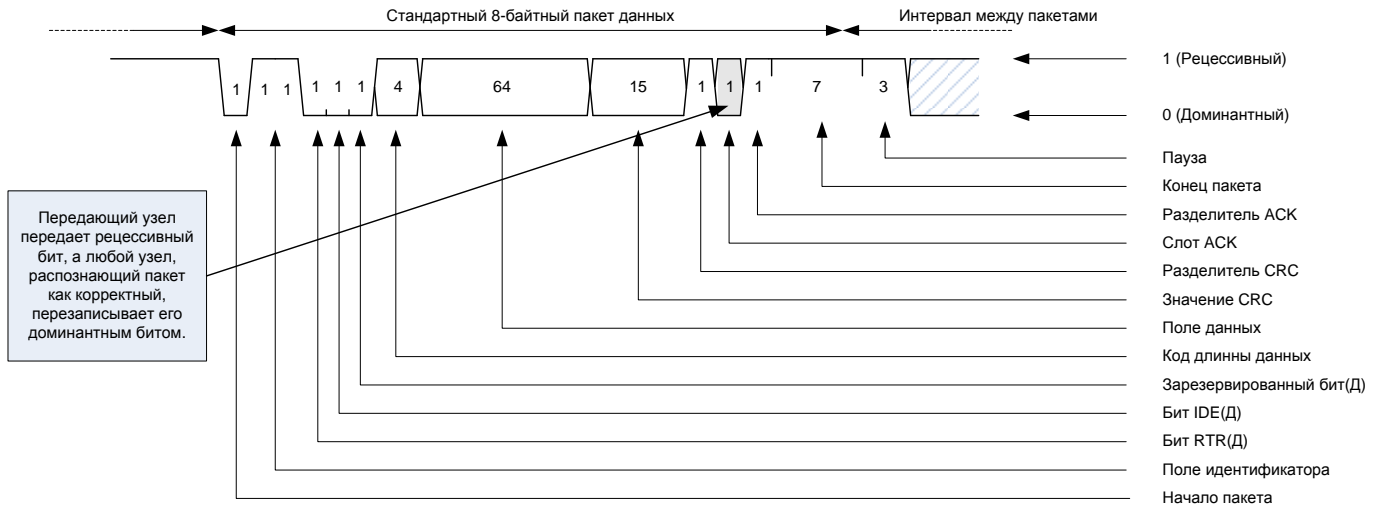 Стандартный 8-байтный пакет данных
Интервал между пакетами
1 1 1 1 1 1 4 64 15 1 1 1 7 3
1 (Рецессивный)
0 (Доминантный)
Пауза
Конец пакета
Разделитель ACK
Слот ACK
Разделитель CRC
Значение CRC
Поле данных
Код длинны данных
Зарезервированный бит(Д)
Бит IDE(Д)
Бит RTR(Д)
Поле идентификатора
Начало пакета
Передающий узел
передает рецессивный
бит, а любой узел,
распознающий пакет
как корректный,
перезаписывает его
доминантным битом.